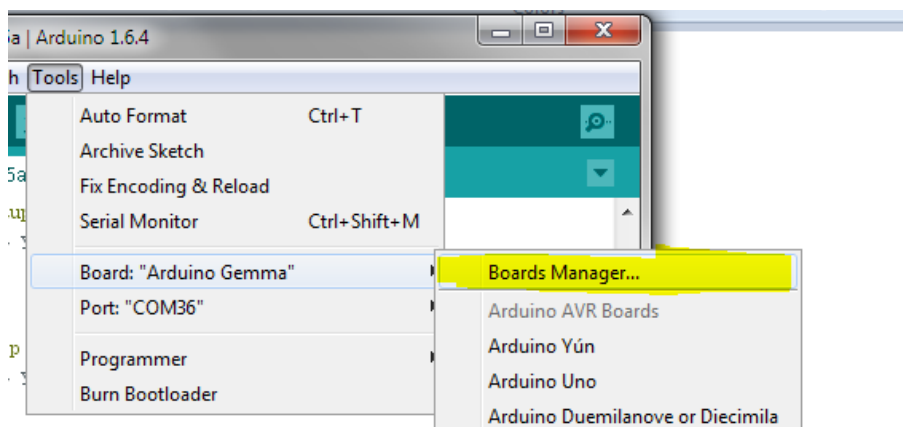 5a | Arduino 1.6.4
h Tools Help
Auto Format Ctrl+T
Archive Sketch
Fix Encoding & Reload
Serial Monitor Ctrl+Shift+M
Board: "Arduino Gemma"
Port: "COM36"
Programmer
Burn Bootloader
Boards Manager...
Arduino AVR Boards
Arduino Yún
Arduino Uno
Arduino Duemilanove or Diecimila